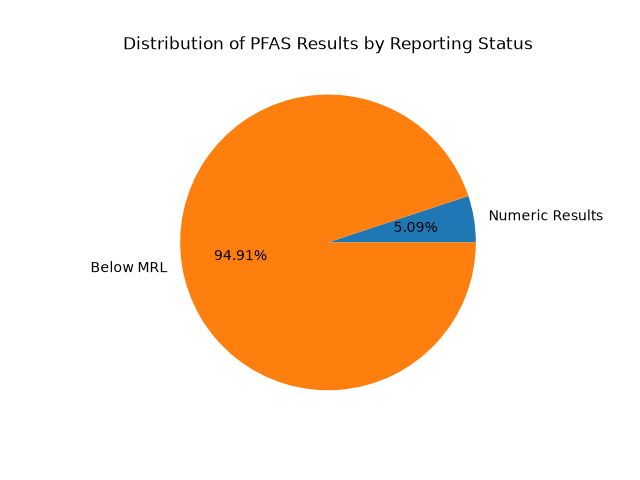 Distribution of PFAS Results by Reporting Status
Numeric Results
5.09%
94.91%
Below MRL